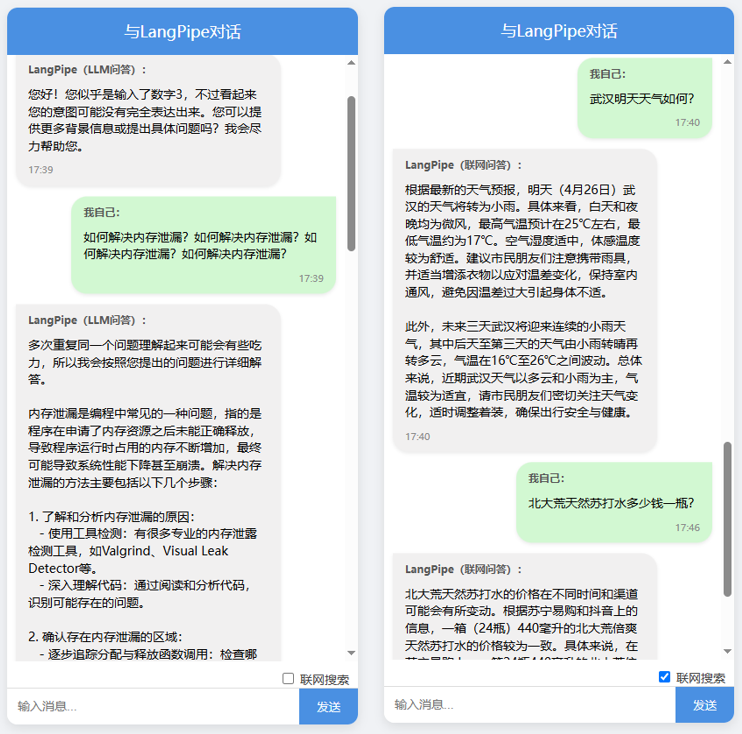 与LangPipe对话
LangPipe（LLM问答）：
您好！您似乎是输入了数字3，不过看起来
您的意图可能没有完全表达出来。您可以提
供更多背景信息或提出具体问题吗？我会尽
力帮助您。
17:39
我自己：
如何解决内存泄漏？如何解决内存泄漏？如
何解决内存泄漏？如何解决内存泄漏？
17:39
LangPipe（LLM问答）：
多次重复同一个问题理解起来可能会有些吃
力，所以我会按照您提出的问题进行详细解
答。
内存泄漏是编程中常见的一种问题，指的是
程序在申请了内存资源之后未能正确释放，
导致程序运行时占用的内存不断增加，最终
可能导致系统性能下降甚至崩溃。解决内存
泄漏的方法主要包括以下几个步骤：
1. 了解和分析内存泄漏的原因：
- 使用工具检测：有很多专业的内存泄露
检测工具，如Valgrind、Visual Leak
Detector等。
- 深入理解代码：通过阅读和分析代码，
识别可能存在的问题。
2. 确认存在内存泄漏的区域：
- 逐步追踪分配与释放函数调用：检查哪
联网搜索
输入消息...
发送
与LangPipe对话
我自己：
武汉明天天气如何？
17:40
LangPipe（联网问答）：
根据最新的天气预报，明天（4月26日）武
汉的天气将转为小雨。具体来看，白天和夜
晚均为微风，最高气温预计在25℃左右，最
低气温约为17℃。空气湿度适中，体感温度
较为舒适。建议市民朋友们注意携带雨具，
并适当增添衣物以应对温差变化，保持室内
通风，避免因温差过大引起身体不适。
此外，未来三天武汉将迎来连续的小雨天
气，其中后天至第三天的天气由小雨转晴再
转多云，气温在16℃至26℃之间波动。总体
来说，近期武汉天气以多云和小雨为主，气
温较为适宜，请市民朋友们密切关注天气变
化，适时调整着装，确保出行安全与健康。
17:40
我自己：
北大荒天然苏打水多少钱一瓶？
17:46
LangPipe（联网问答）：
北大荒天然苏打水的价格在不同时间和渠道
可能会有所变动。根据苏宁易购和抖音上的
信息，一箱（24瓶）440毫升的北大荒倍爽
天然苏打水的价格较为一致。具体来说，在
联网搜索
输入消息...
发送